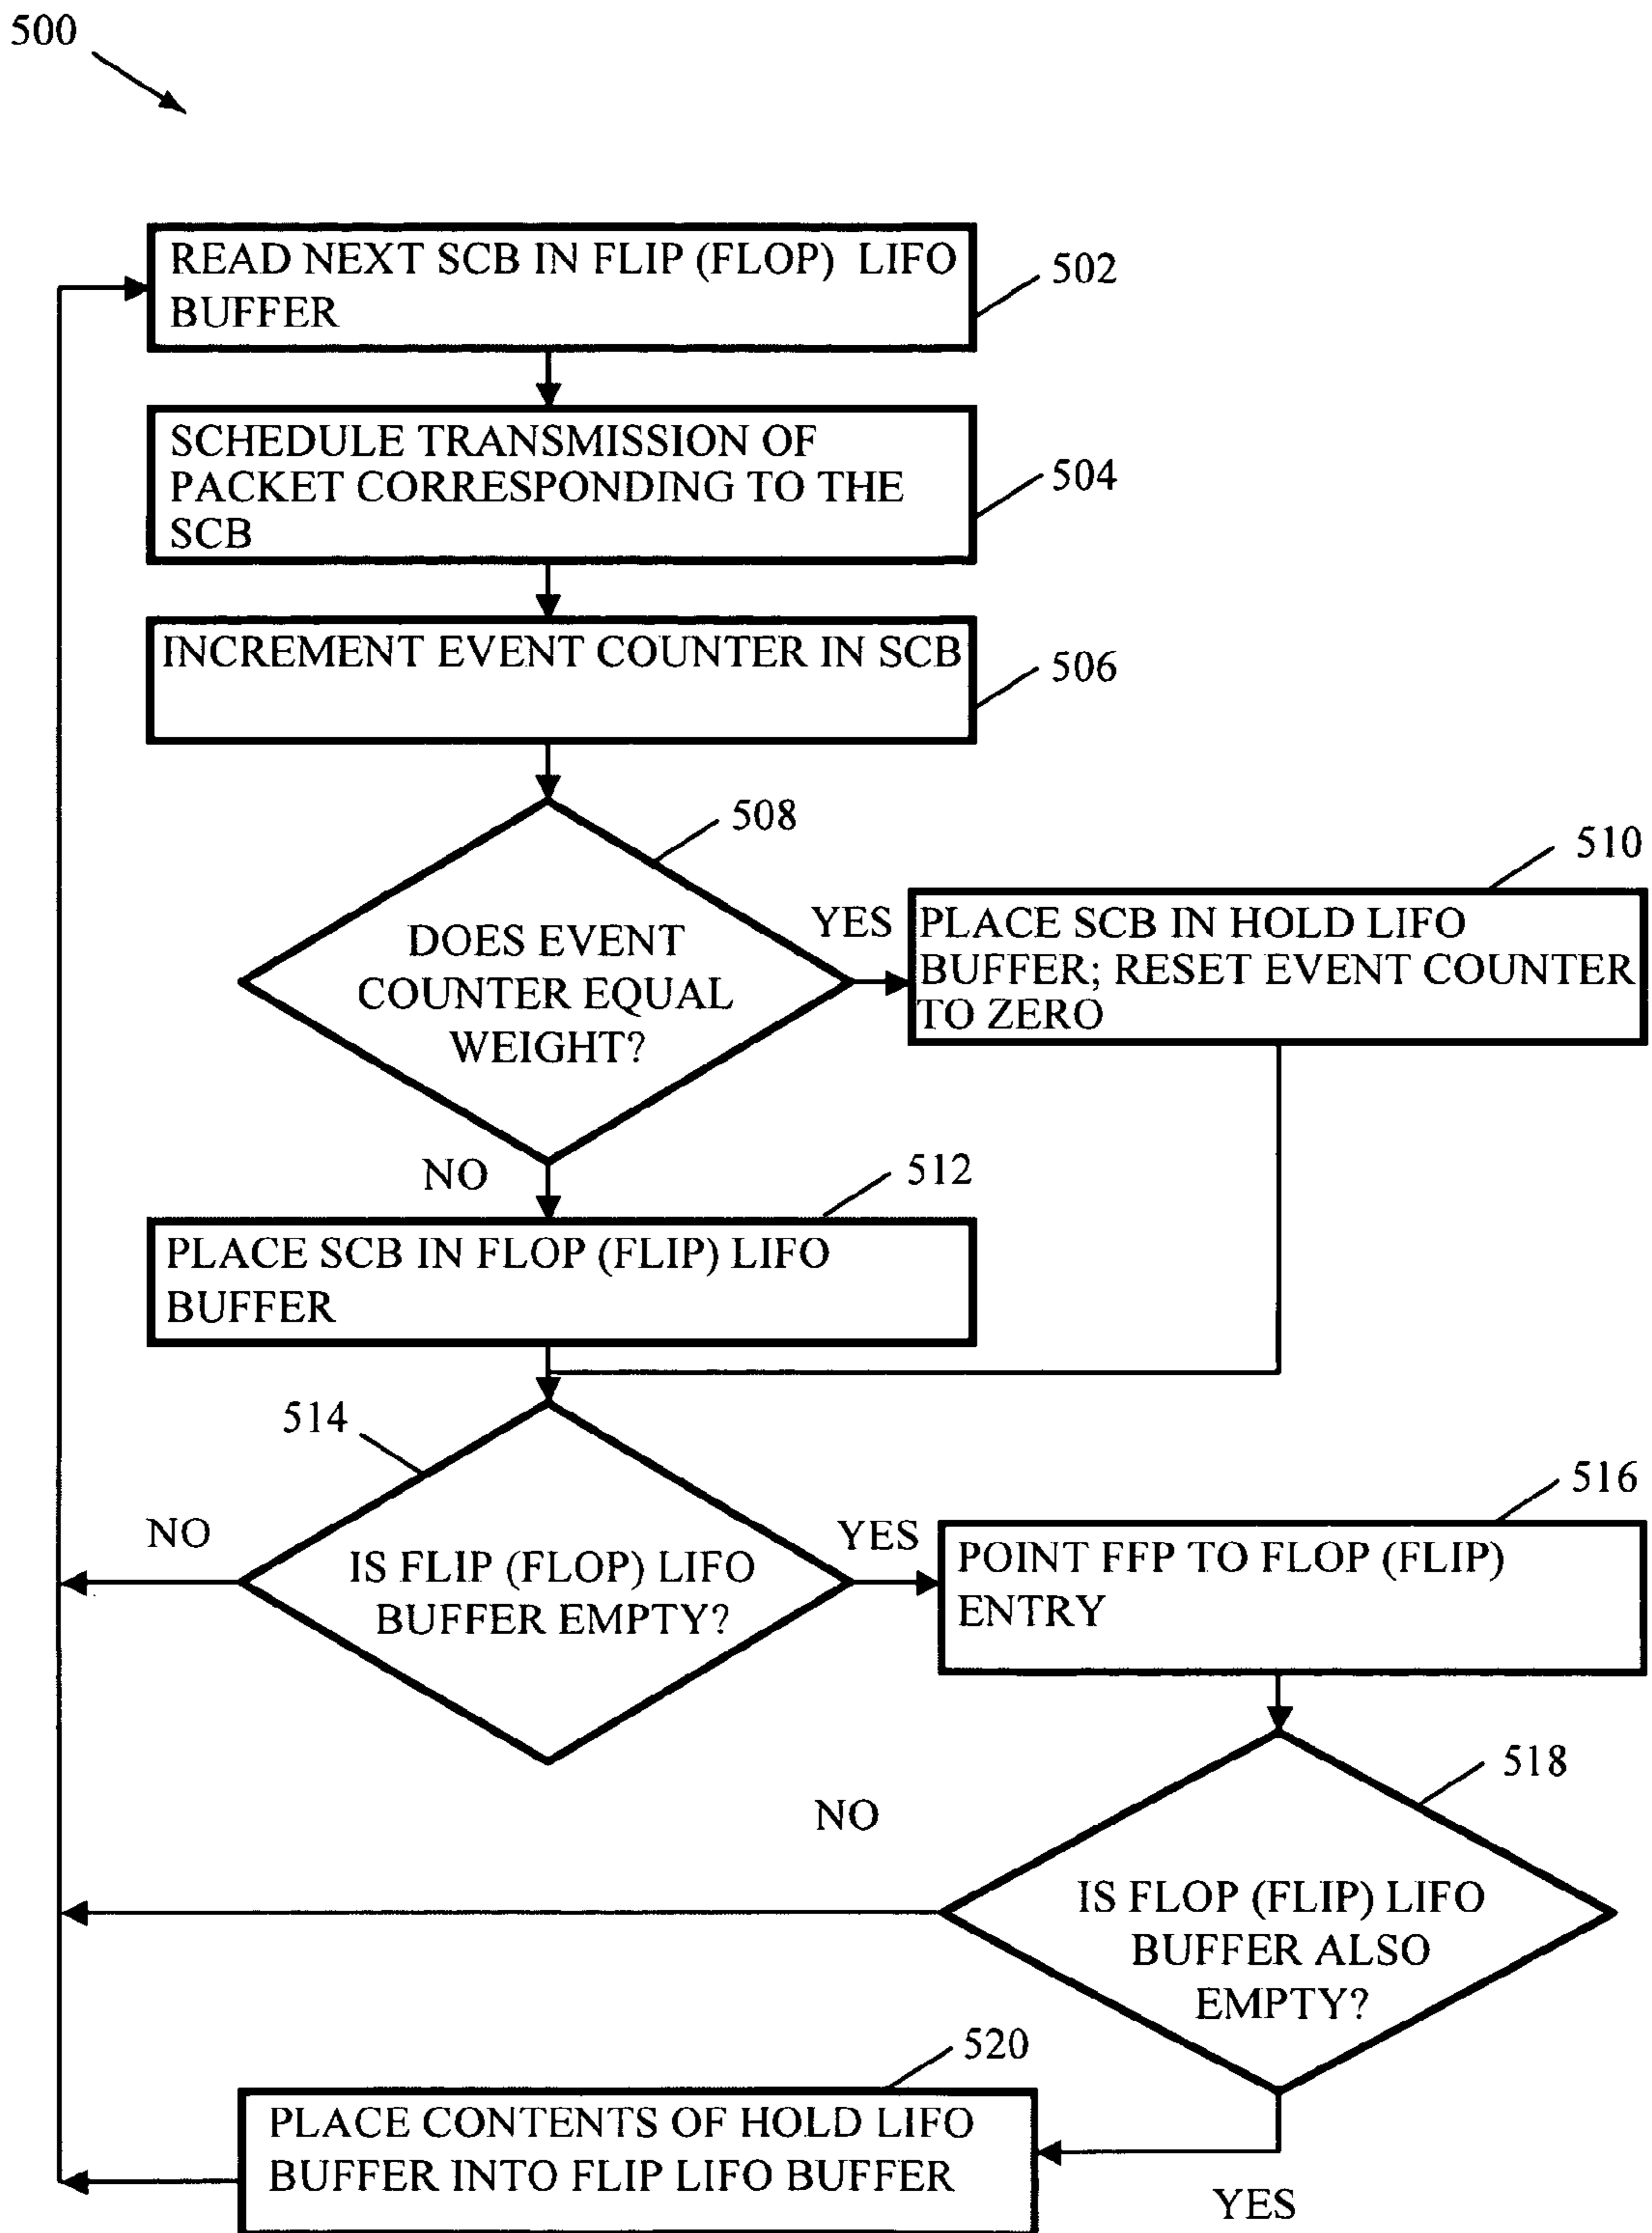 500
READ NEXT SCB IN FLIP (FLOP) LIFO
BUFFER
502
SCHEDULE TRANSMISSION OF
PACKET CORRESPONDING TO THE
SCB
504
INCREMENT EVENT COUNTER IN SCB
506
508
DOES EVENT
COUNTER EQUAL
WEIGHT?
YES
510
PLACE SCB IN HOLD LIFO
BUFFER; RESET EVENT COUNTER
TO ZERO
NO
512
PLACE SCB IN FLOP (FLIP) LIFO
BUFFER
514
NO
IS FLIP (FLOP) LIFO
BUFFER EMPTY?
YES
516
POINT FFP TO FLOP (FLIP)
ENTRY
518
NO
IS FLOP (FLIP) LIFO
BUFFER ALSO
EMPTY?
520
PLACE CONTENTS OF HOLD LIFO
BUFFER INTO FLIP LIFO BUFFER
YES